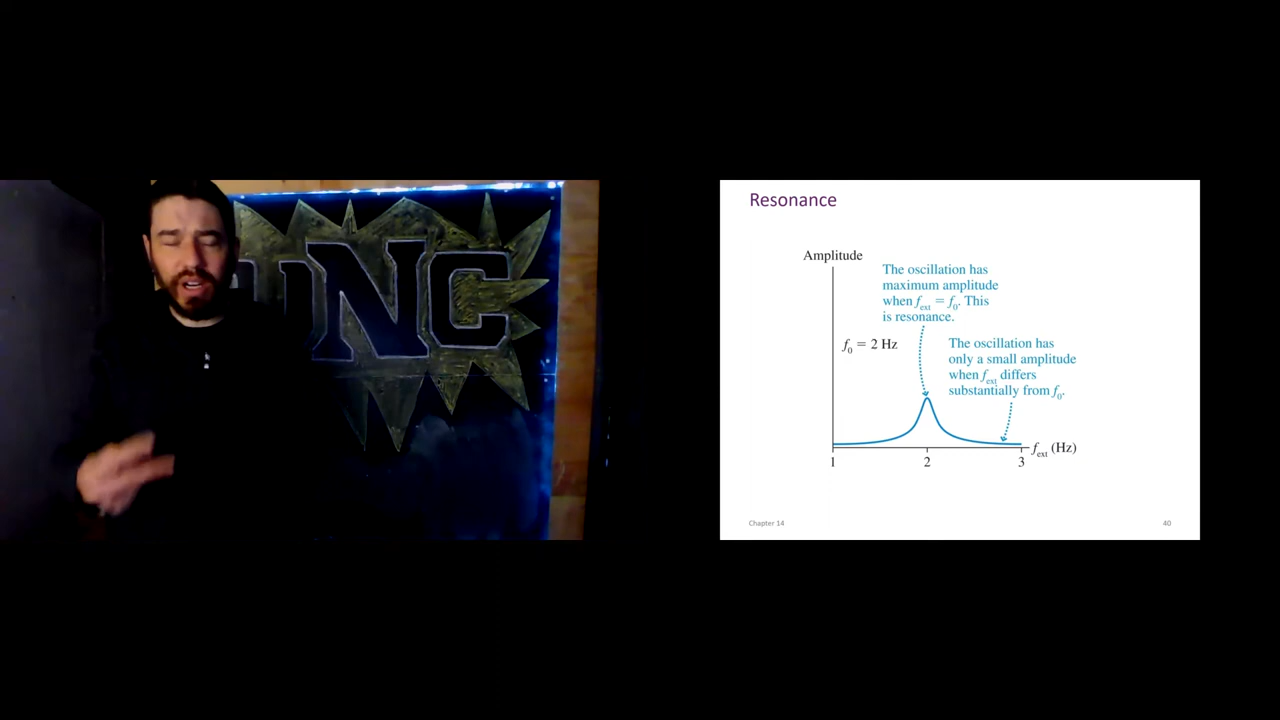 UNC
Resonance
Amplitude
The oscillation has
maximum amplitude
when fext = f0. This
is resonance.
f0 = 2 Hz
The oscillation has
only a small amplitude
when fext differs
substantially from f0.
fext (Hz)
1 2 3
Chapter 14 40